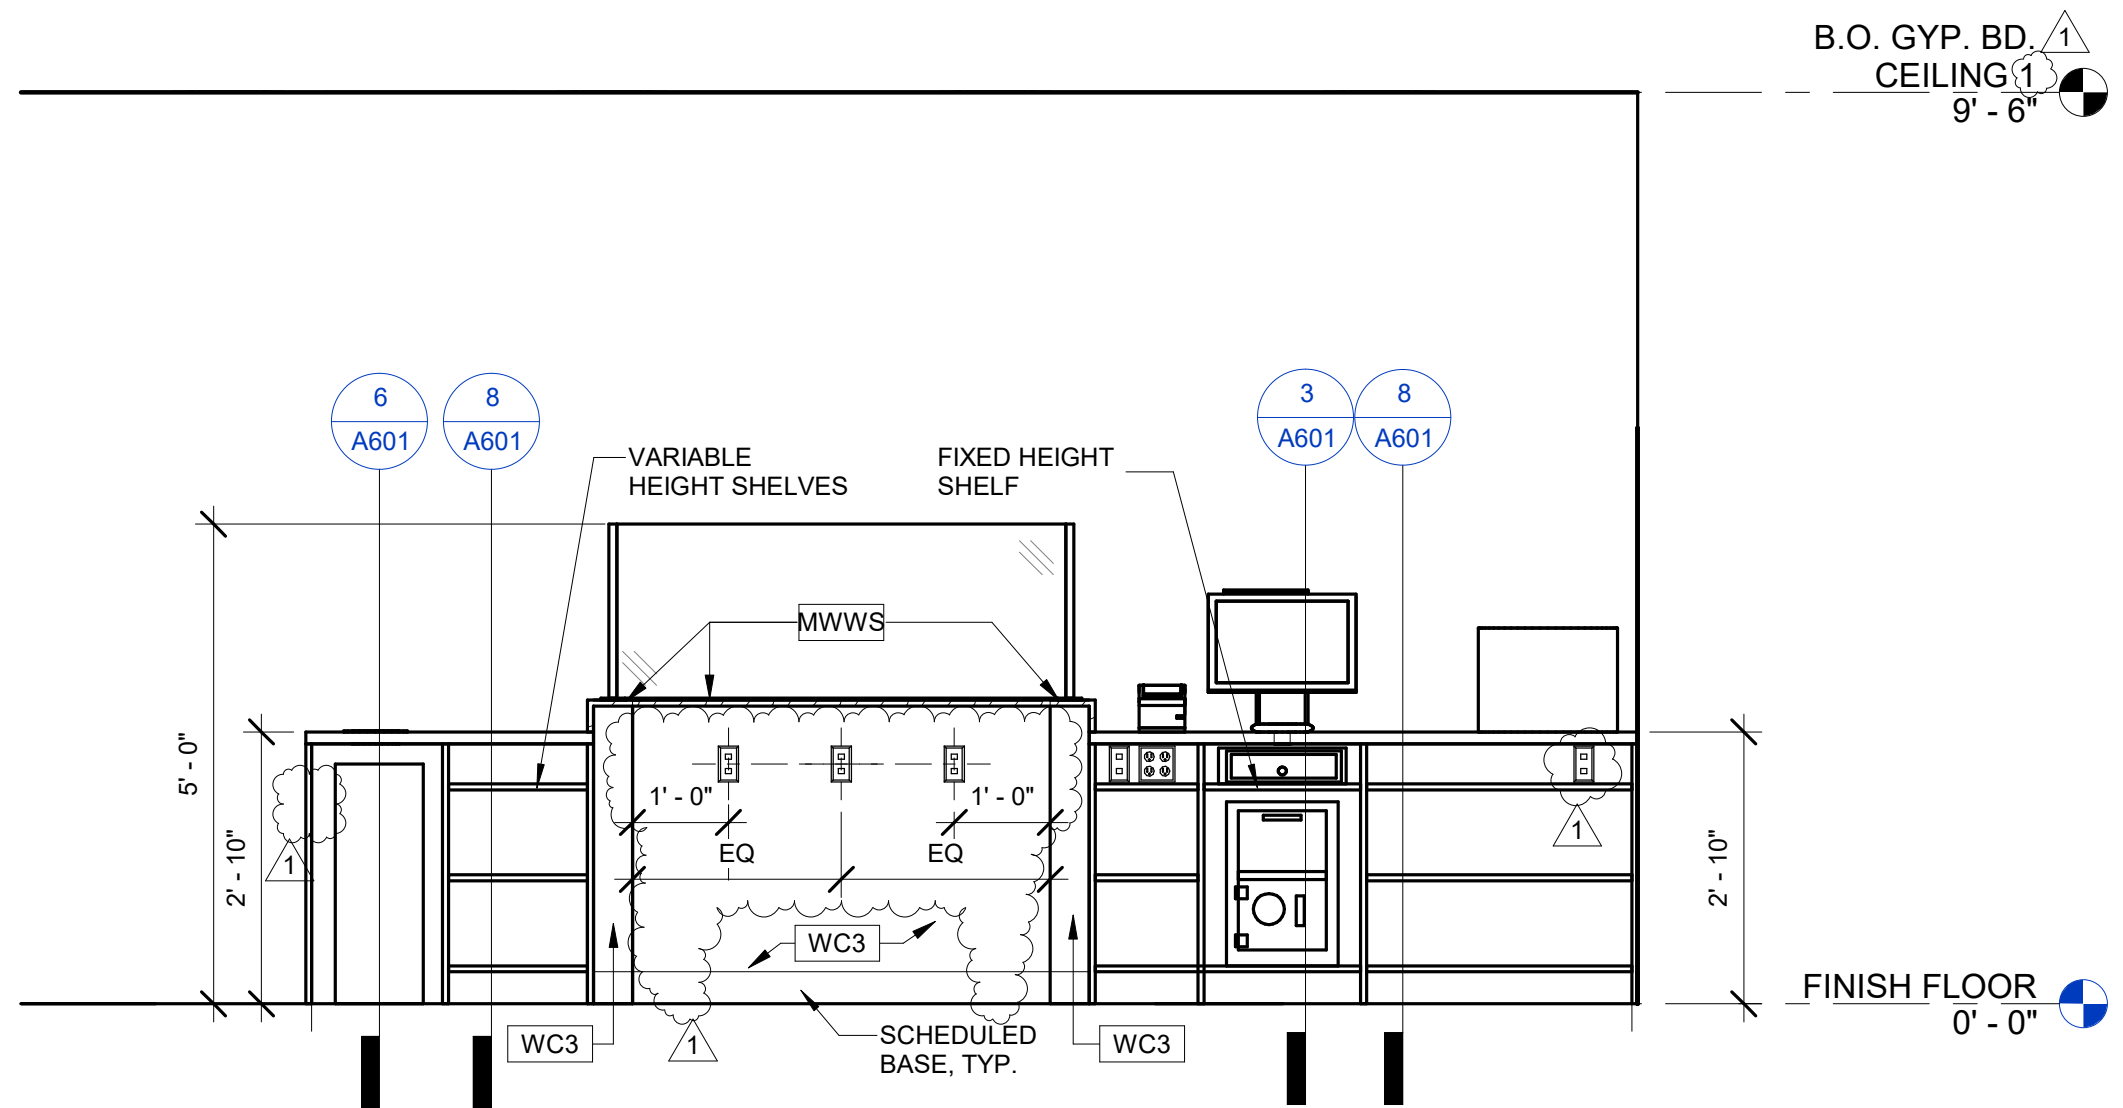 B.O. GYP. BD. 1
CEILING 1
9' - 6"
6
A601
8
A601
3
A601
8
A601
VARIABLE
HEIGHT SHELVES
FIXED HEIGHT
SHELF
MWWS
5' - 0"
2' - 10"
1' - 0"
1' - 0"
EQ
EQ
1
1
2' - 10"
WC3
FINISH FLOOR
0' - 0"
WC3
1
SCHEDULED
BASE, TYP.
WC3